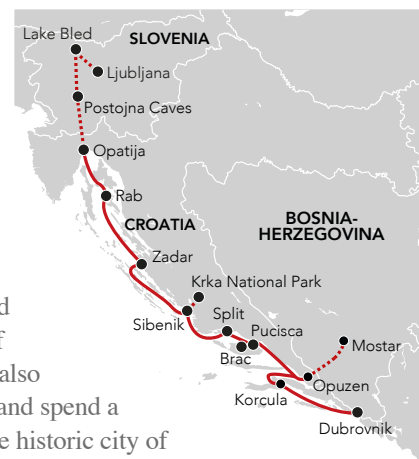 Lake Bled
SLOVENIA
Ljubljana
Postojna Caves
Opatija
Rab
CROATIA
BOSNIA-
HERZEGOVINA
Zadar
Krka National Park
Sibenik
Split
Pucisca
Brac
Mostar
Opuzen
Korcula
Dubrovnik
also
and spend a
historic city of